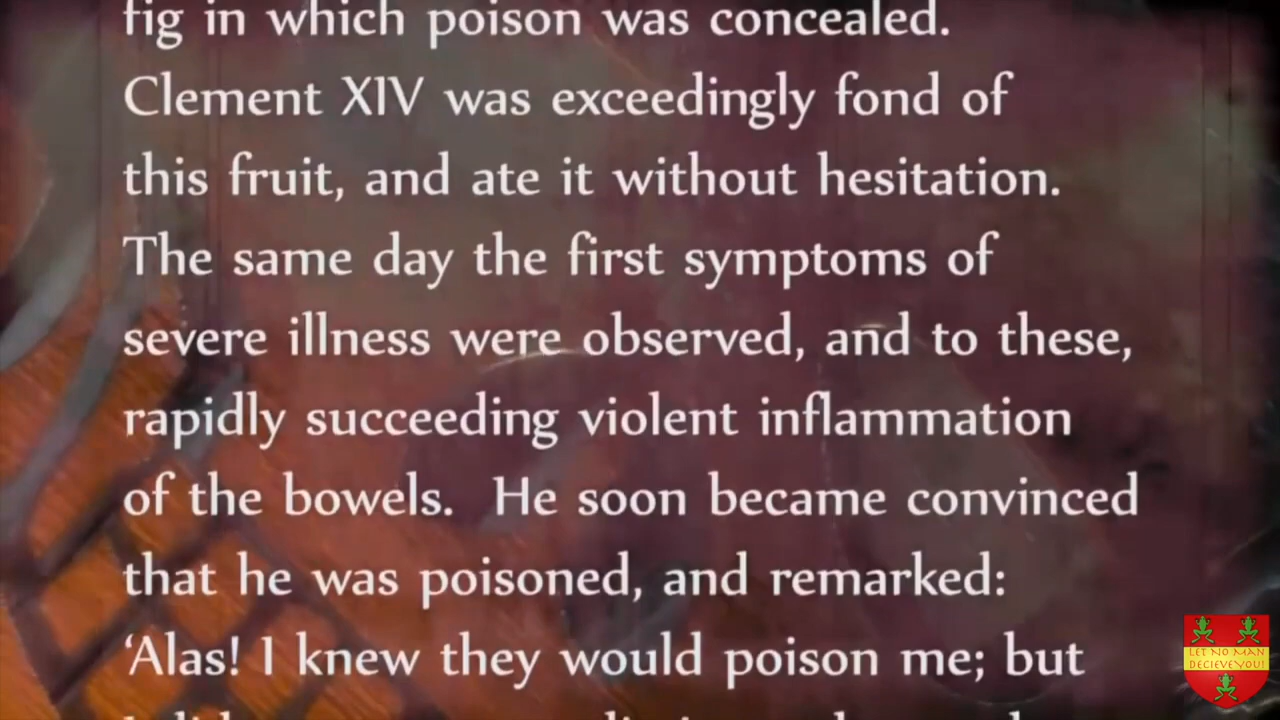 fig in which poison was concealed.
Clement XIV was exceedingly fond of
this fruit, and ate it without hesitation.
The same day the first symptoms of
severe illness were observed, and to these,
rapidly succeeding violent inflammation
of the bowels.  He soon became convinced
that he was poisoned, and remarked:
‘Alas! I knew they would poison me; but
LET NO MAN
DECIEVE YOU!